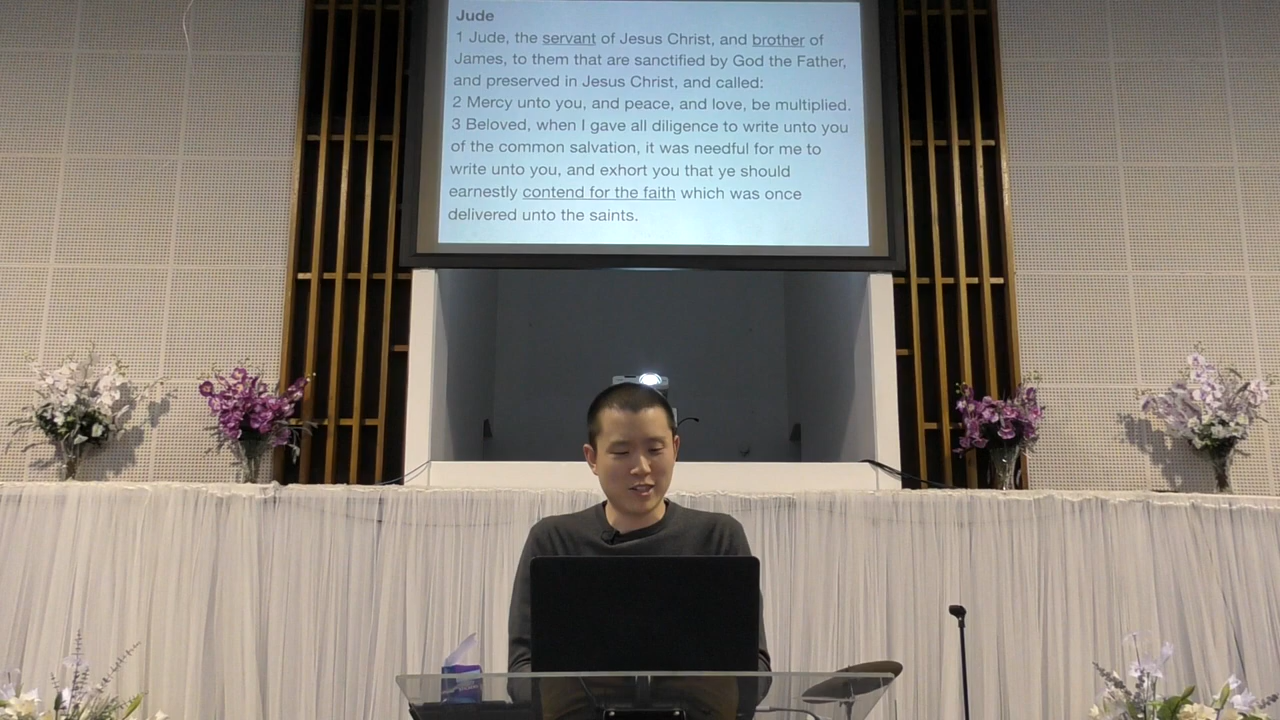 Jude
1 Jude, the servant of Jesus Christ, and brother of
James, to them that are sanctified by God the Father,
and preserved in Jesus Christ, and called:
2 Mercy unto you, and peace, and love, be multiplied.
3 Beloved, when I gave all diligence to write unto you
of the common salvation, it was needful for me to
write unto you, and exhort you that ye should
earnestly contend for the faith which was once
delivered unto the saints.